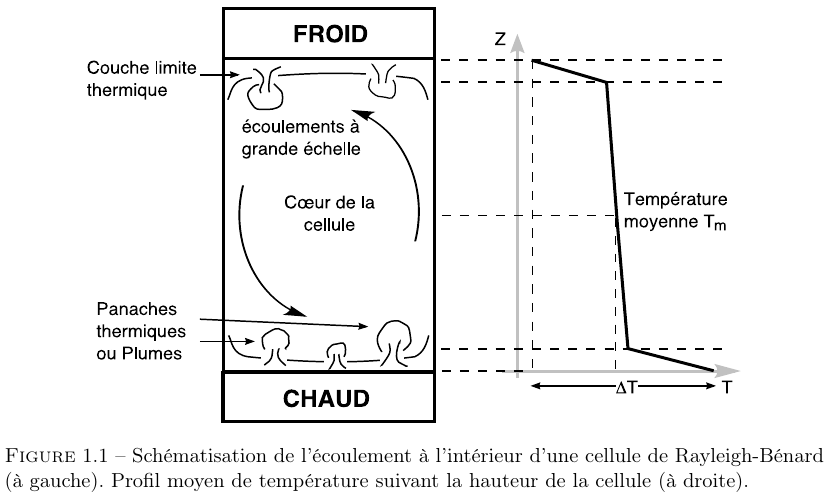 FROID
Couche limite
thermique
écoulements à
grande échelle
Cœur de la
cellule
Panaches
thermiques
ou Plumes
CHAUD
Z
Température
moyenne Tm
ΔT
T
FIGURE 1.1 – Schématisation de l'écoulement à l'intérieur d'une cellule de Rayleigh-Bénard
(à gauche). Profil moyen de température suivant la hauteur de la cellule (à droite).